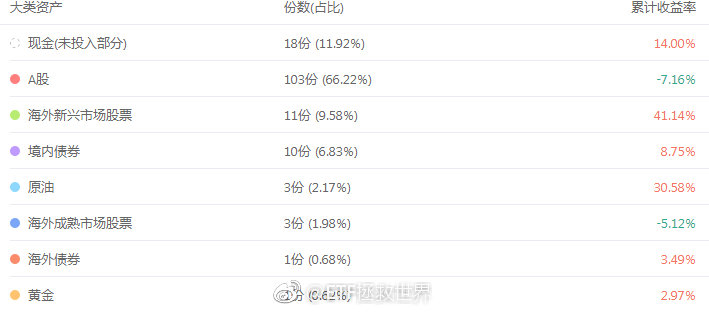 大类资产 份数(占比) 累计收益率
现金(未投入部分) 18份 (11.92%) 14.00%
A股 103份 (66.22%) -7.16%
海外新兴市场股票 11份 (9.58%) 41.14%
境内债券 10份 (6.83%) 8.75%
原油 3份 (2.17%) 30.58%
海外成熟市场股票 3份 (1.98%) -5.12%
海外债券 1份 (0.68%) 3.49%
黄金 1份 (0.62%) 2.97%
@ETF拯救世界